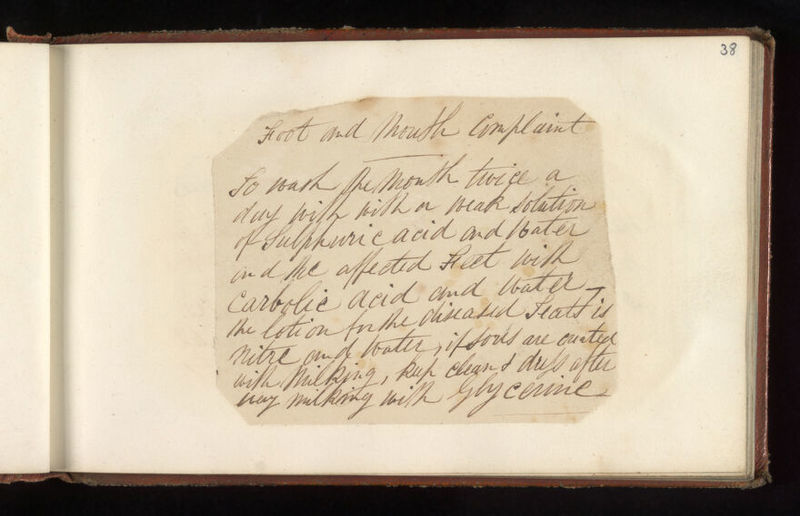 38
Foot and Mouth Complaint
To wash the Mouth twice a
day with with a weak solution
of Sulphuric acid and Water
and the affected Feet with
Carbolic acid and Water -
the lotion for the diseased Teats is
Nitre and Water, if sores are created
with Milking, keep clean & dress after
every milking with Glycerine